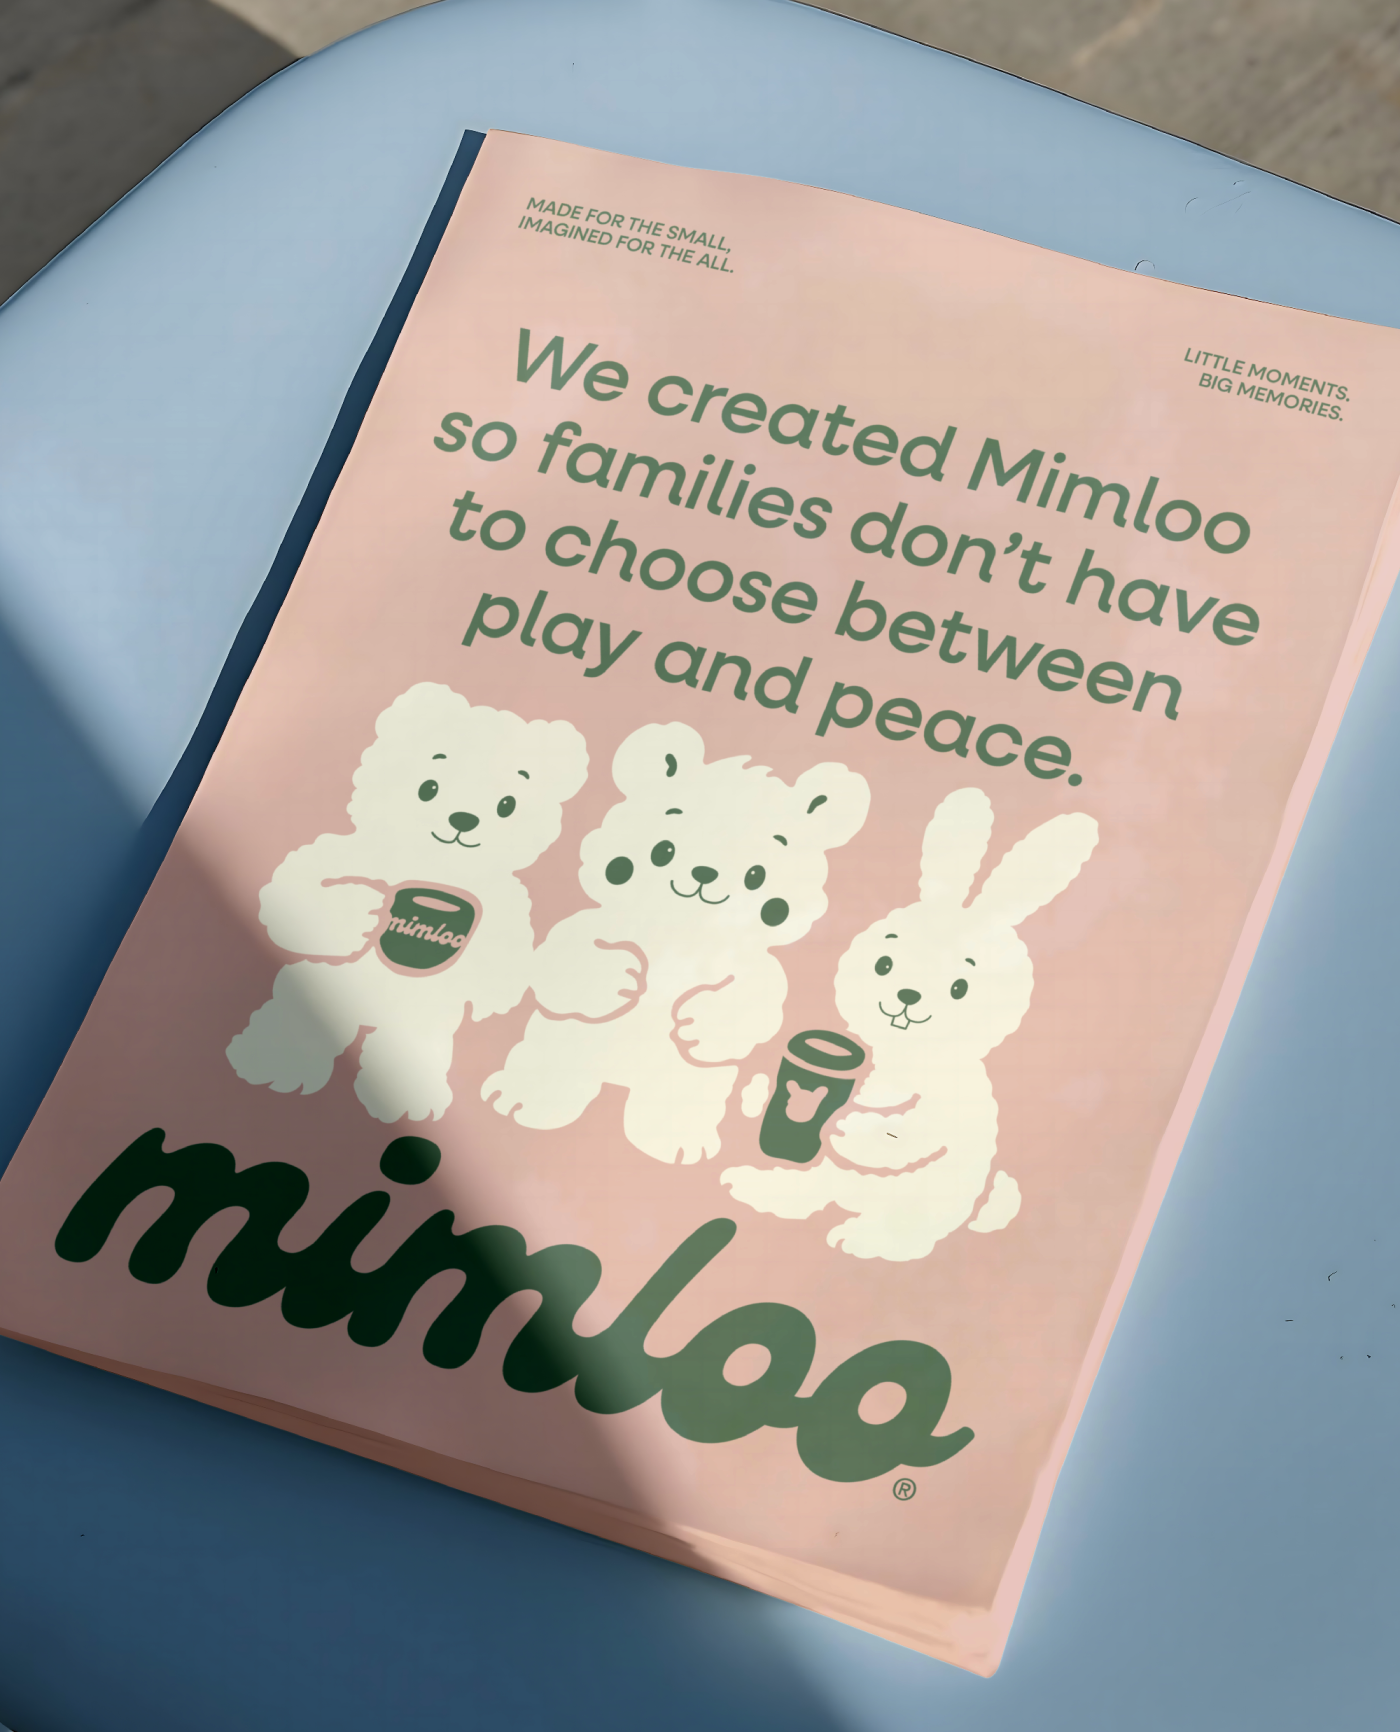 MADE FOR THE SMALL,
IMAGINED FOR THE ALL.
LITTLE MOMENTS.
BIG MEMORIES.
We created Mimloo
so families don’t have
to choose between
play and peace.
mimloo
mimloo
®